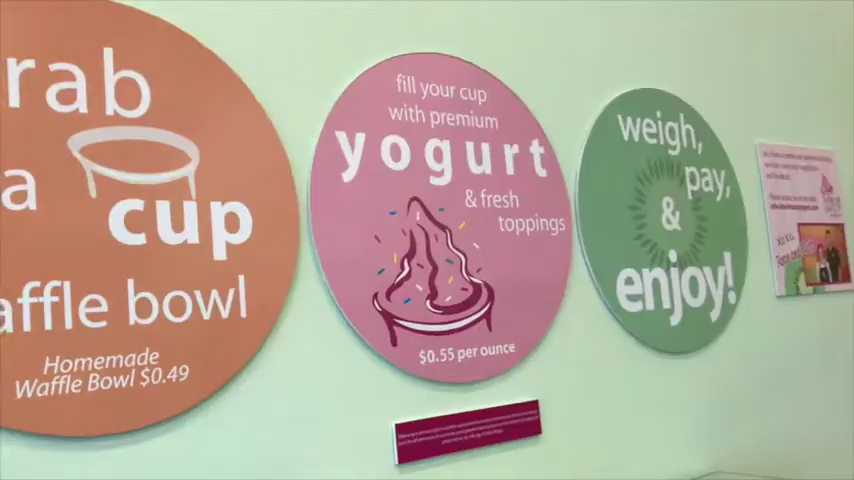 rab
a
cup
affle bowl
Homemade
Waffle Bowl $0.49
fill your cup
with premium
yogurt
& fresh
toppings
$0.55 per ounce
weigh,
pay,
&
enjoy!